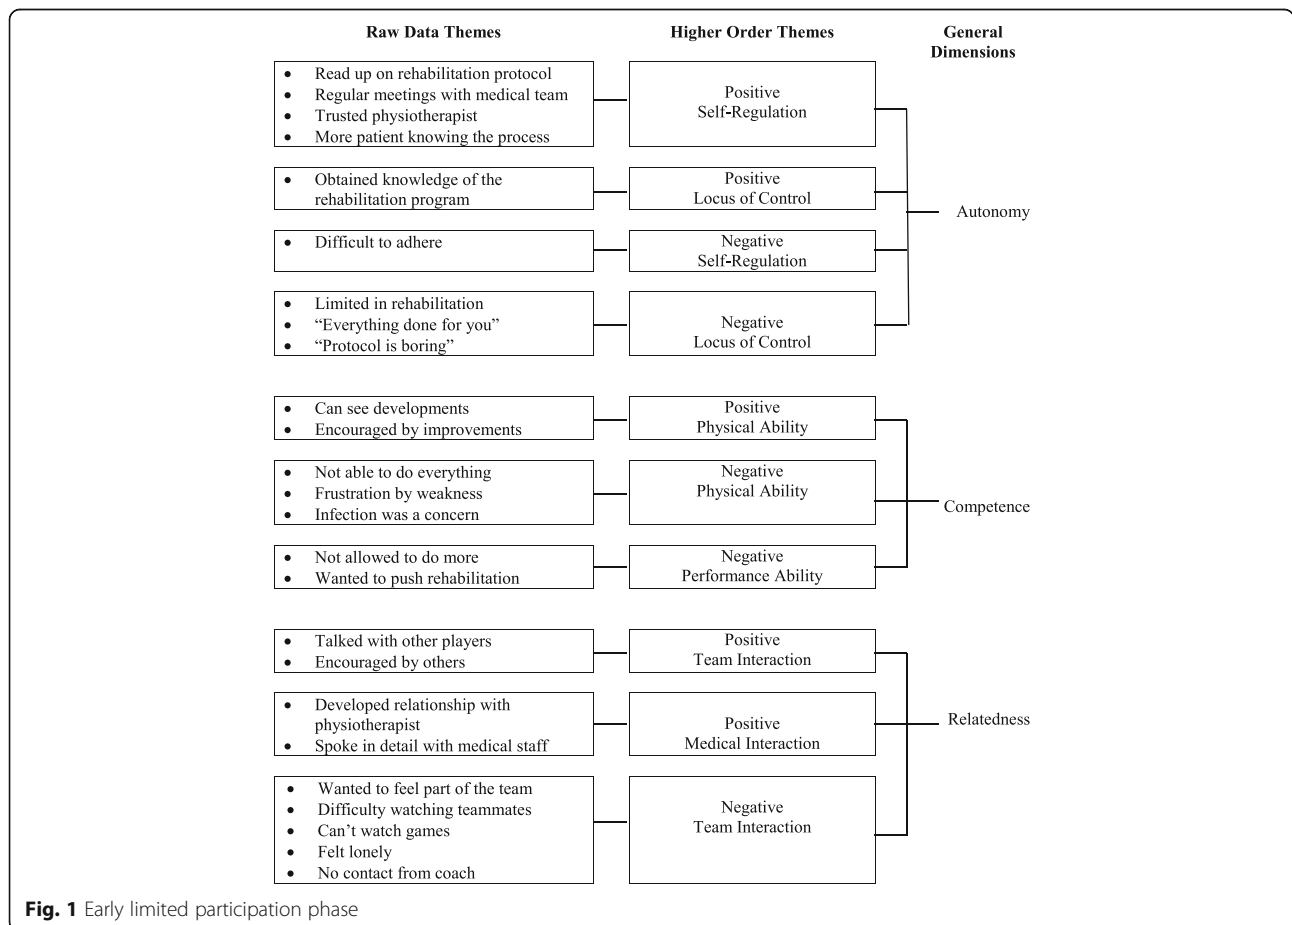 Raw Data Themes
Higher Order Themes
General
Dimensions
• Read up on rehabilitation protocol
• Regular meetings with medical team
• Trusted physiotherapist
• More patient knowing the process
Positive
Self-Regulation
• Obtained knowledge of the
rehabilitation program
Positive
Locus of Control
• Difficult to adhere
Negative
Self-Regulation
• Limited in rehabilitation
• “Everything done for you”
• “Protocol is boring”
Negative
Locus of Control
Autonomy
• Can see developments
• Encouraged by improvements
Positive
Physical Ability
• Not able to do everything
• Frustration by weakness
• Infection was a concern
Negative
Physical Ability
• Not allowed to do more
• Wanted to push rehabilitation
Negative
Performance Ability
Competence
• Talked with other players
• Encouraged by others
Positive
Team Interaction
• Developed relationship with
physiotherapist
• Spoke in detail with medical staff
Positive
Medical Interaction
• Wanted to feel part of the team
• Difficulty watching teammates
• Can’t watch games
• Felt lonely
• No contact from coach
Negative
Team Interaction
Relatedness
Fig. 1 Early limited participation phase